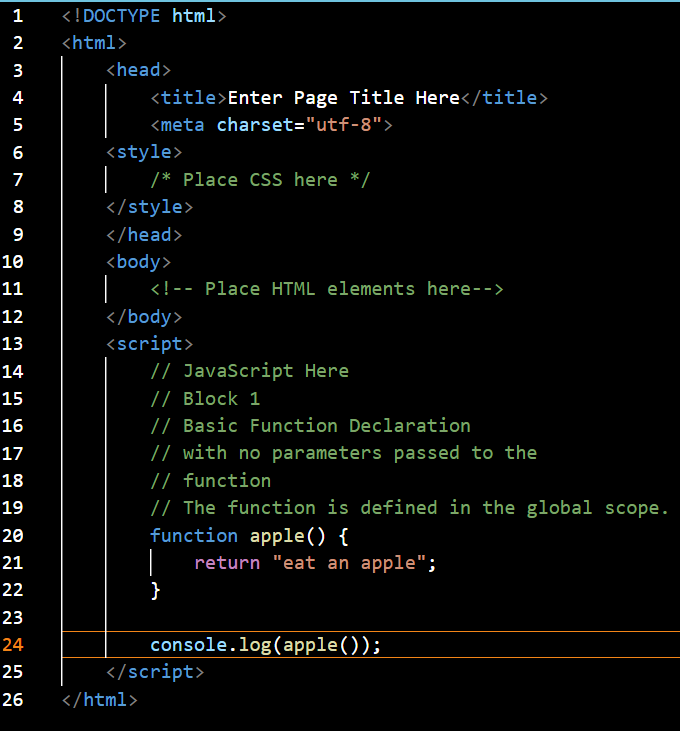 1 <!DOCTYPE html>
2 <html>
3 <head>
4 <title>Enter Page Title Here</title>
5 <meta charset="utf-8">
6 <style>
7 /* Place CSS here */
8 </style>
9 </head>
10 <body>
11 <!-- Place HTML elements here-->
12 </body>
13 <script>
14 // JavaScript Here
15 // Block 1
16 // Basic Function Declaration
17 // with no parameters passed to the
18 // function
19 // The function is defined in the global scope.
20 function apple() {
21 return "eat an apple";
22 }
23
24 console.log(apple());
25 </script>
26 </html>